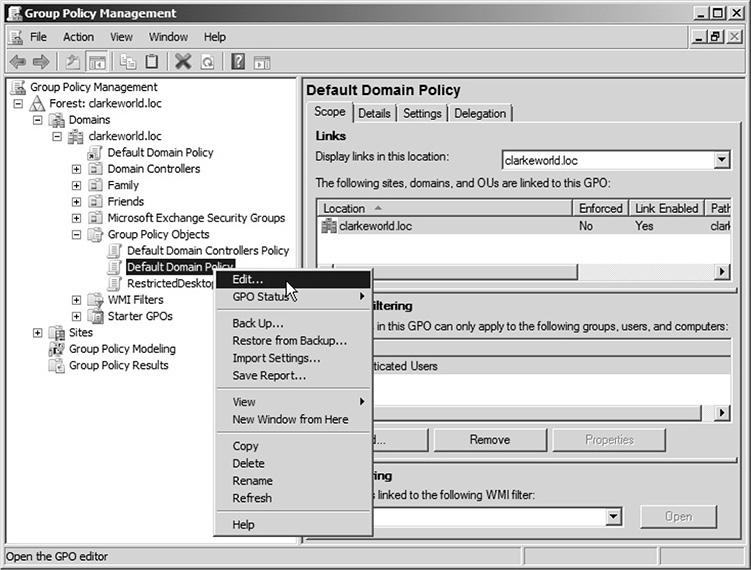 Group Policy Management
File Action View Window Help
Group Policy Management
Forest: clarkeworld.loc
Domains
clarkeworld.loc
Default Domain Policy
Domain Controllers
Family
Friends
Microsoft Exchange Security Groups
Group Policy Objects
Default Domain Controllers Policy
Default Domain Policy
RestrictedDesktop
WMI Filters
Starter GPOs
Sites
Group Policy Modeling
Group Policy Results
Edit...
GPO Status
Back Up...
Restore from Backup...
Import Settings...
Save Report...
View
New Window from Here
Copy
Delete
Rename
Refresh
Help
Default Domain Policy
Scope Details Settings Delegation
Links
Display links in this location: clarkeworld.loc
The following sites, domains, and OUs are linked to this GPO:
Location Enforced Link Enabled Path
clarkeworld.loc No Yes clark
iltering
in this GPO can only apply to the following groups, users, and computers:
ticated Users
... Remove Properties
ring
s linked to the following WMI filter:
Open
Open the GPO editor